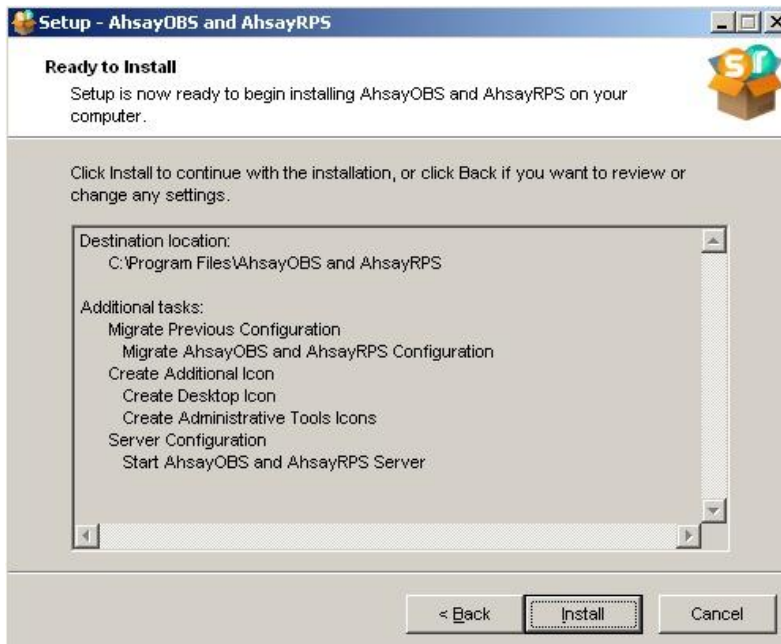 Setup - AhsayOBS and AhsayRPS
Ready to Install
Setup is now ready to begin installing AhsayOBS and AhsayRPS on your
computer.
Click Install to continue with the installation, or click Back if you want to review or
change any settings.
Destination location:
C:\Program Files\AhsayOBS and AhsayRPS
Additional tasks:
Migrate Previous Configuration
Migrate AhsayOBS and AhsayRPS Configuration
Create Additional Icon
Create Desktop Icon
Create Administrative Tools Icons
Server Configuration
Start AhsayOBS and AhsayRPS Server
< Back
Install
Cancel